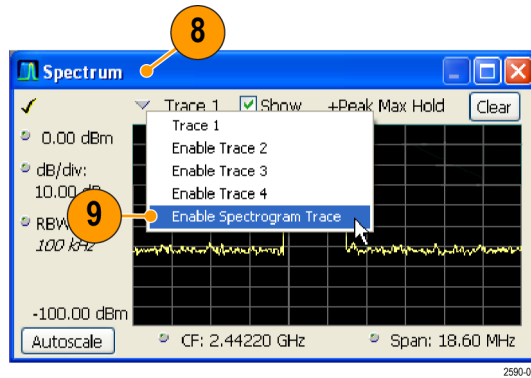 8
Spectrum
Trace 1 Show +Peak Max Hold Clear
Trace 1
0.00 dBm
Enable Trace 2
dB/div:
Enable Trace 3
10.00
Enable Trace 4
9
Enable Spectrogram Trace
100 kHz
-100.00 dBm
Autoscale CF: 2.44220 GHz Span: 18.60 MHz